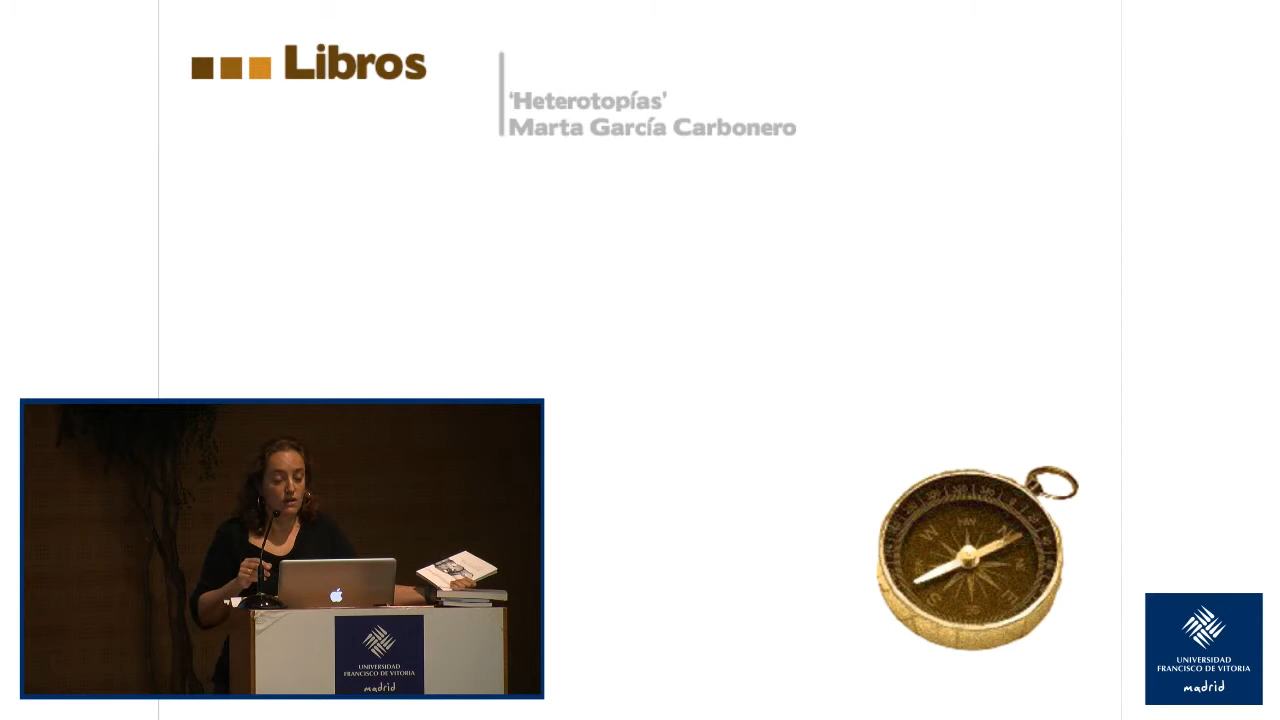 Libros
'Heterotopías'
Marta García Carbonero
UNIVERSIDAD
FRANCISCO DE VITORIA
madrid
W
E
S
UNIVERSIDAD
FRANCISCO DE VITORIA
madrid